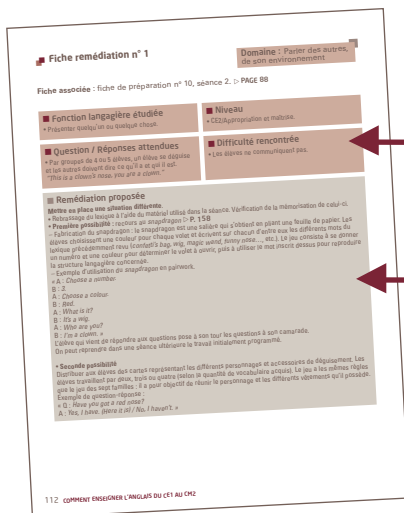 Fiche remédiation n° 1
Domaine : Parler des autres,
de son environnement
Fiche associée : fiche de préparation n° 10, séance 2. ▷ PAGE 88
■ Fonction langagière étudiée
• Présenter quelqu'un ou quelque chose.
■ Niveau
• CE2/Appropriation et maîtrise.
■ Question / Réponses attendues
• Par groupes de 4 ou 5 élèves, un élève se déguise
et les autres doivent dire ce qu'il a et qui il est.
"This is a clown's nose, you are a clown."
■ Difficulté rencontrée
• Les élèves ne communiquent pas.
■ Remédiation proposée
Mettre en place une situation différente.
• Rebrassage du lexique à l'aide du matériel utilisé dans la séance. Vérification de la mémorisation de celui-ci.
• Première possibilité : recours au snapdragon ▷ P. 158
– Fabrication du snapdragon : le snapdragon est une salière qui s'obtient en pliant une feuille de papier. Les
élèves choisissent une couleur pour chaque volet et écrivent sur chacun d'entre eux les différents mots du
lexique précédemment revu (confetti's bag, wig, magic wand, funny nose..., etc.). Le jeu consiste à se donner
un numéro et une couleur pour déterminer le volet à ouvrir, puis à utiliser le mot inscrit dessus pour reproduire
la structure langagière concernée.
– Exemple d'utilisation du snapdragon en pairwork.
« A : Choose a number.
B : 3.
A : Choose a colour.
B : Red.
A : What is it?
B : It's a wig.
A : Who are you?
B : I'm a clown. »
L'élève qui vient de répondre aux questions pose à son tour les questions à son camarade.
On peut reprendre dans une séance ultérieure le travail initialement programmé.
• Seconde possibilité
Distribuer aux élèves des cartes représentant les différents personnages et accessoires de déguisement. Les
élèves travaillent par deux, trois ou quatre (selon la quantité de vocabulaire acquis). Le jeu a les mêmes règles
que le jeu des sept familles : il a pour objectif de réunir le personnage et les différents vêtements qu'il possède.
Exemple de question-réponse :
« Q : Have you got a red nose?
A : Yes, I have. (Here it is) / No, I haven't. »
112 COMMENT ENSEIGNER L'ANGLAIS DU CE1 AU CM2